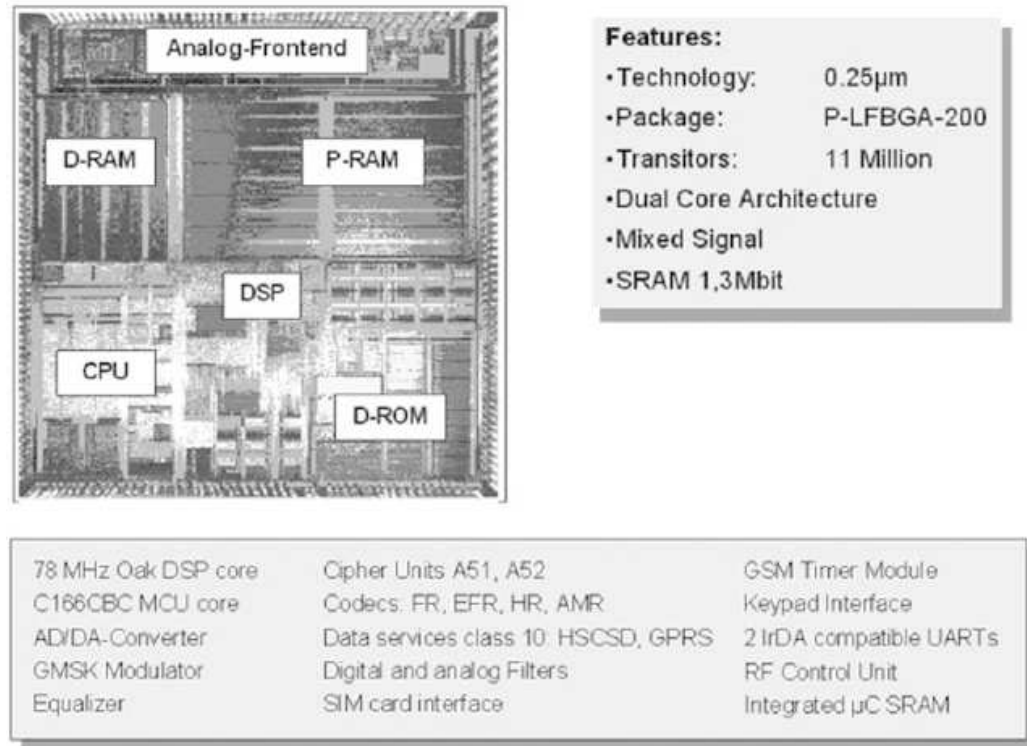 Analog-Frontend
D-RAM
P-RAM
DSP
CPU
D-ROM
Features:
•Technology: 0.25µm
•Package: P-LFBGA-200
•Transitors: 11 Million
•Dual Core Architecture
•Mixed Signal
•SRAM 1,3Mbit
78 MHz Oak DSP core
C166CBC MCU core
AD/DA-Converter
GMSK Modulator
Equalizer
Cipher Units A51, A52
Codecs: FR, EFR, HR, AMR
Data services class 10: HSCSD, GPRS
Digital and analog Filters
SIM card interface
GSM Timer Module
Keypad Interface
2 IrDA compatible UARTs
RF Control Unit
Integrated µC SRAM